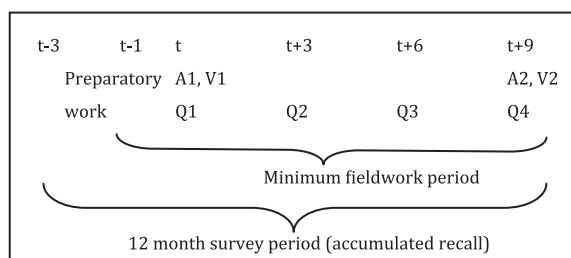 t-3 t-1 t t+3 t+6 t+9
Preparatory A1, V1 A2, V2
work Q1 Q2 Q3 Q4
Minimum fieldwork period
12 month survey period (accumulated recall)